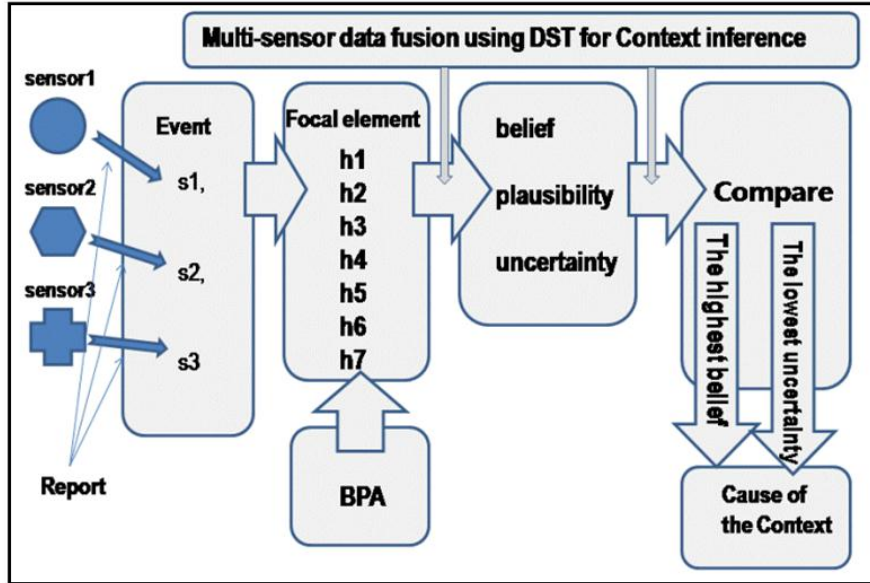 Multi-sensor data fusion using DST for Context inference
sensor1
sensor2
sensor3
Report
Event
s1,
s2,
s3
Focal element
h1
h2
h3
h4
h5
h6
h7
BPA
belief
plausibility
uncertainty
Compare
The highest belief
The lowest uncertainty
Cause of
the Context